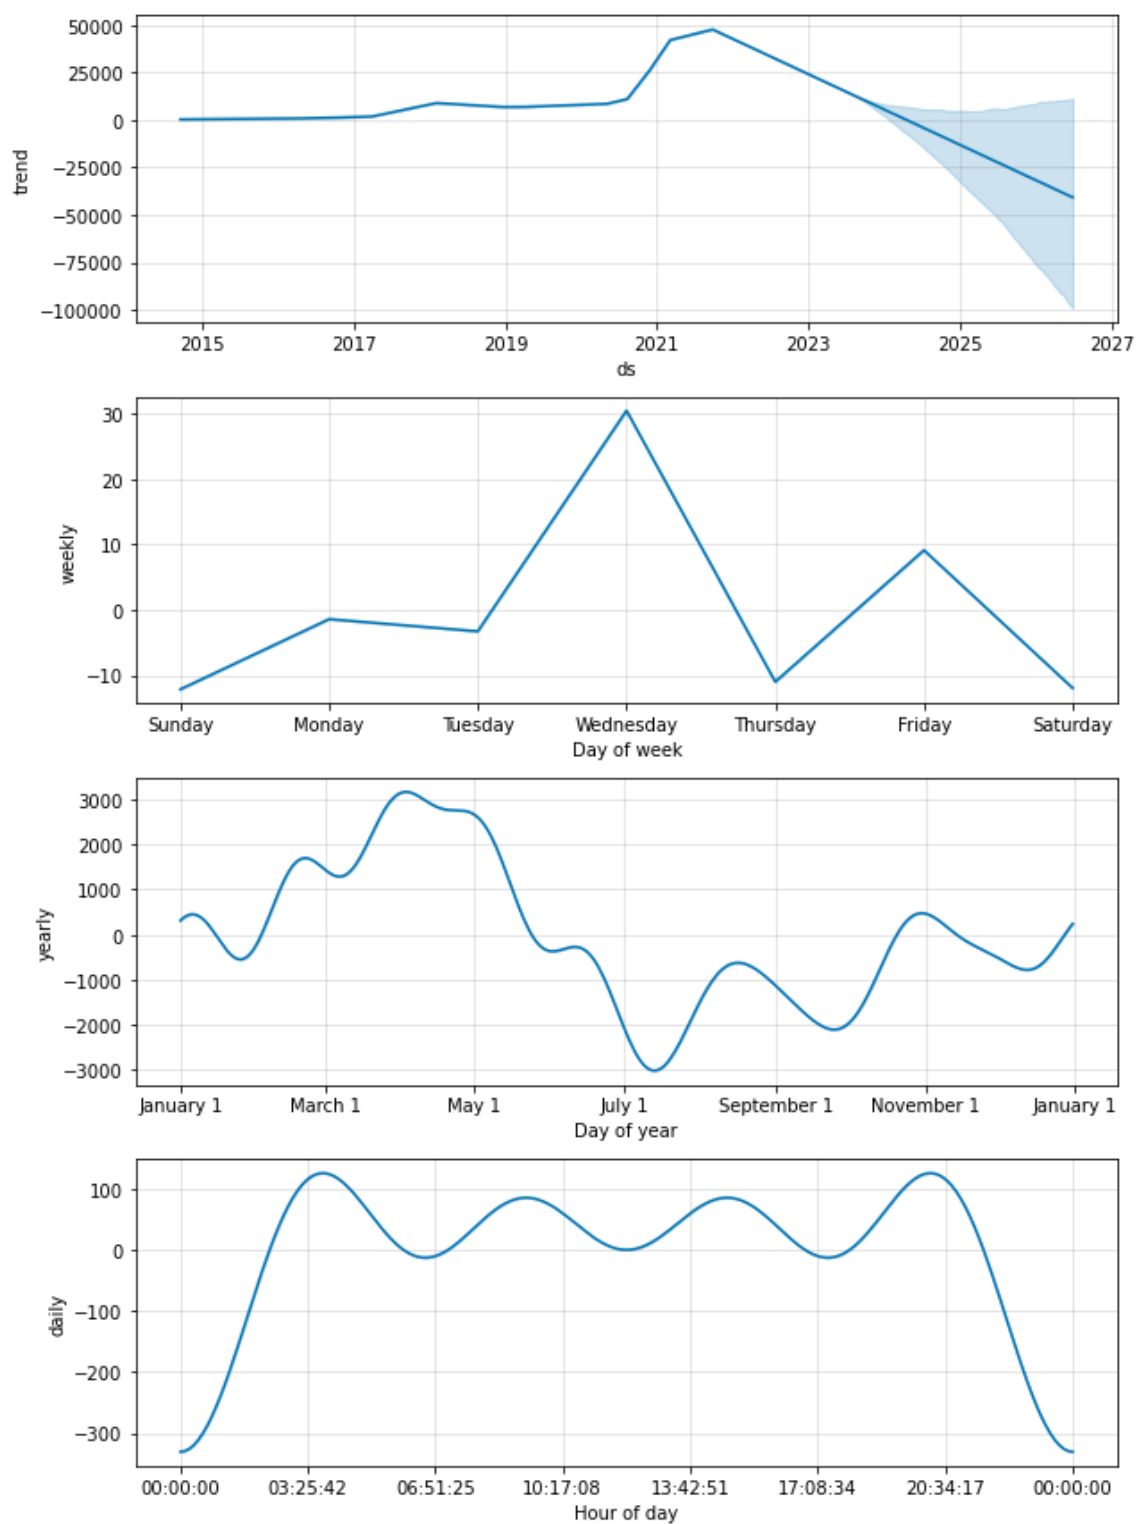 50000
25000
0
−25000
−50000
−75000
−100000
trend
2015 2017 2019 2021 2023 2025 2027
ds
30
20
10
0
−10
weekly
Sunday Monday Tuesday Wednesday Thursday Friday Saturday
Day of week
3000
2000
1000
0
−1000
−2000
−3000
yearly
January 1 March 1 May 1 July 1 September 1 November 1 January 1
Day of year
100
0
−100
−200
−300
daily
00:00:00 03:25:42 06:51:25 10:17:08 13:42:51 17:08:34 20:34:17 00:00:00
Hour of day